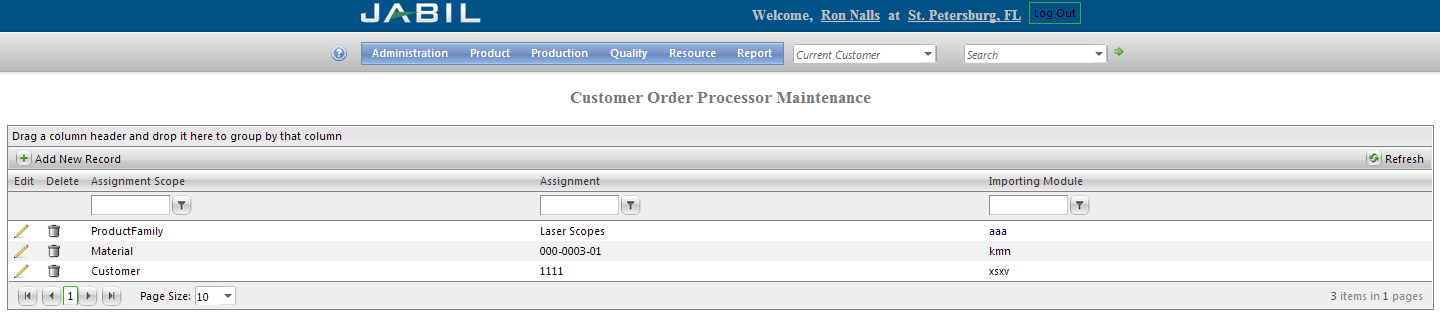 JABIL
Welcome, Ron Nalls at St. Petersburg, FL Log Out
Administration Product Production Quality Resource Report Current Customer Search
Customer Order Processor Maintenance
Drag a column header and drop it here to group by that column
Add New Record Refresh
Edit Delete Assignment Scope Assignment Importing Module
ProductFamily Laser Scopes aaa
Material 000-0003-01 kmn
Customer 1111 xsxv
1 Page Size: 10 3 items in 1 pages